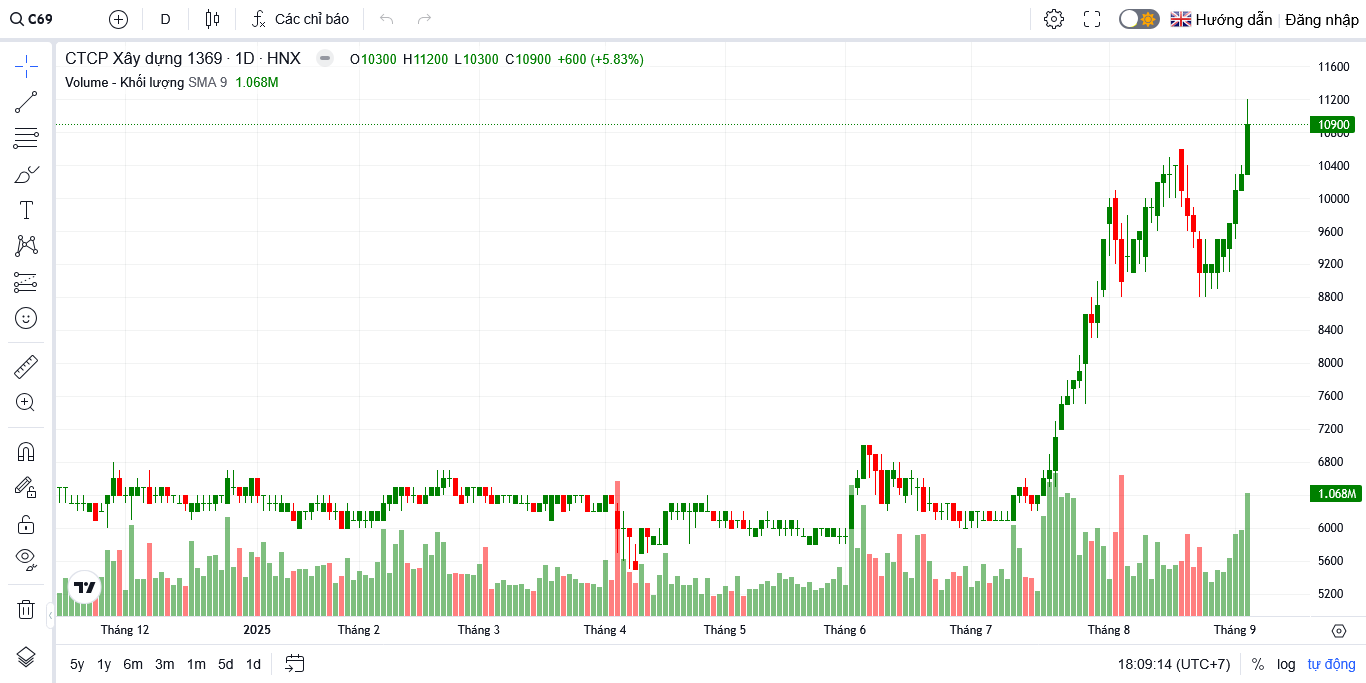 C69
D
Các chỉ báo
Hướng dẫn
Đăng nhập
CTCP Xây dựng 1369 · 1D · HNX
O10300 H11200 L10300 C10900 +600 (+5.83%)
Volume - Khối lượng SMA 9 1.068M
11600
11200
10900
10800
10400
10000
9600
9200
8800
8400
8000
7600
7200
6800
1.068M
6000
5600
5200
Tháng 12 2025 Tháng 2 Tháng 3 Tháng 4 Tháng 5 Tháng 6 Tháng 7 Tháng 8 Tháng 9
5y 1y 6m 3m 1m 5d 1d
18:09:14 (UTC+7) % log tự động